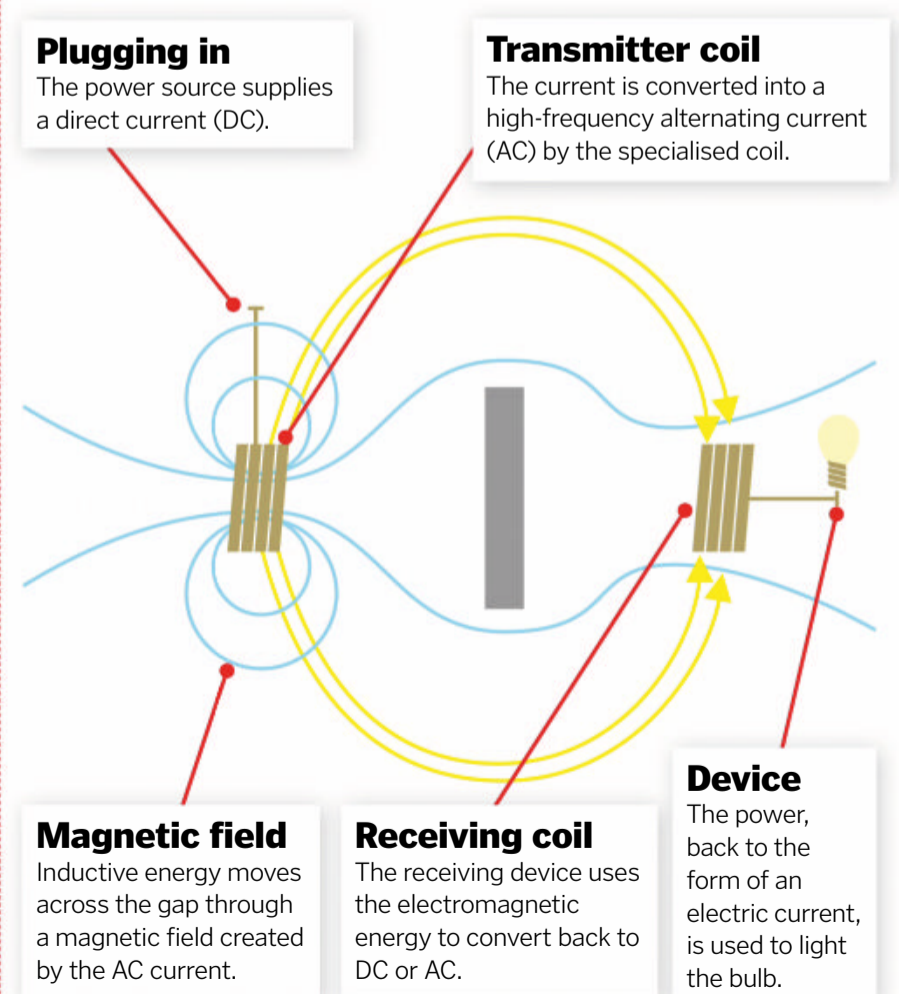 Plugging in
The power source supplies
a direct current (DC).
Transmitter coil
The current is converted into a
high-frequency alternating current
(AC) by the specialised coil.
Magnetic field
Inductive energy moves
across the gap through
a magnetic field created
by the AC current.
Receiving coil
The receiving device uses
the electromagnetic
energy to convert back to
DC or AC.
Device
The power,
back to the
form of an
electric current,
is used to light
the bulb.